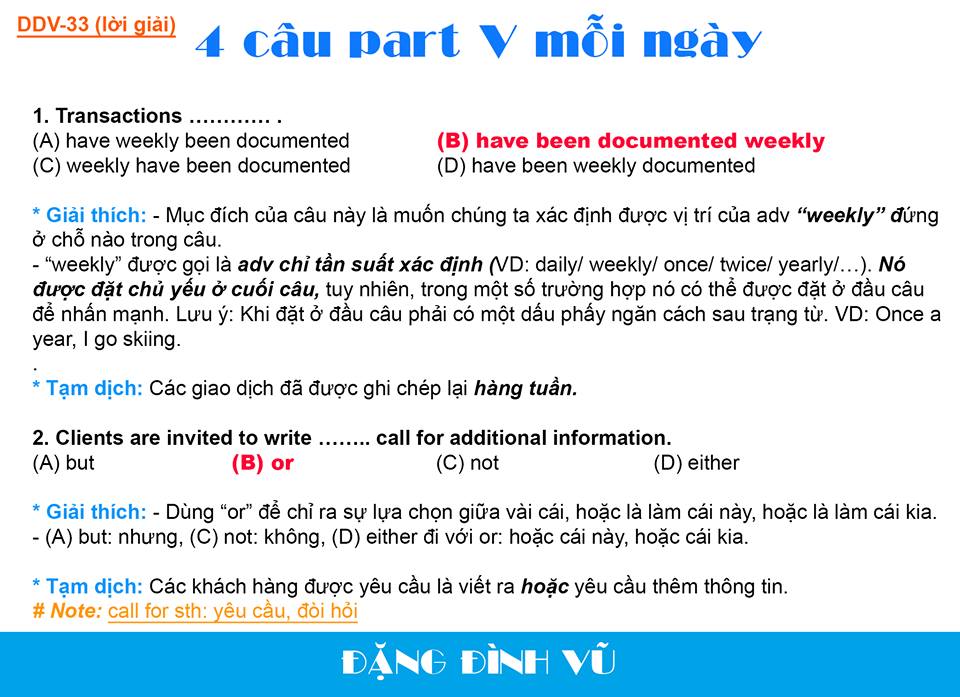 DDV-33 (lời giải)
4 câu part V mỗi ngày
1. Transactions ………… .
(A) have weekly been documented (B) have been documented weekly
(C) weekly have been documented (D) have been weekly documented
* Giải thích: - Mục đích của câu này là muốn chúng ta xác định được vị trí của adv “weekly” đứng
ở chỗ nào trong câu.
- “weekly” được gọi là adv chỉ tần suất xác định (VD: daily/ weekly/ once/ twice/ yearly/…). Nó
được đặt chủ yếu ở cuối câu, tuy nhiên, trong một số trường hợp nó có thể được đặt ở đầu câu
để nhấn mạnh. Lưu ý: Khi đặt ở đầu câu phải có một dấu phấy ngăn cách sau trạng từ. VD: Once a
year, I go skiing.
.
* Tạm dịch: Các giao dịch đã được ghi chép lại hàng tuần.
2. Clients are invited to write …….. call for additional information.
(A) but (B) or (C) not (D) either
* Giải thích: - Dùng “or” để chỉ ra sự lựa chọn giữa vài cái, hoặc là làm cái này, hoặc là làm cái kia.
- (A) but: nhưng, (C) not: không, (D) either đi với or: hoặc cái này, hoặc cái kia.
* Tạm dịch: Các khách hàng được yêu cầu là viết ra hoặc yêu cầu thêm thông tin.
# Note: call for sth: yêu cầu, đòi hỏi
ĐẶNG ĐÌNH VŨ